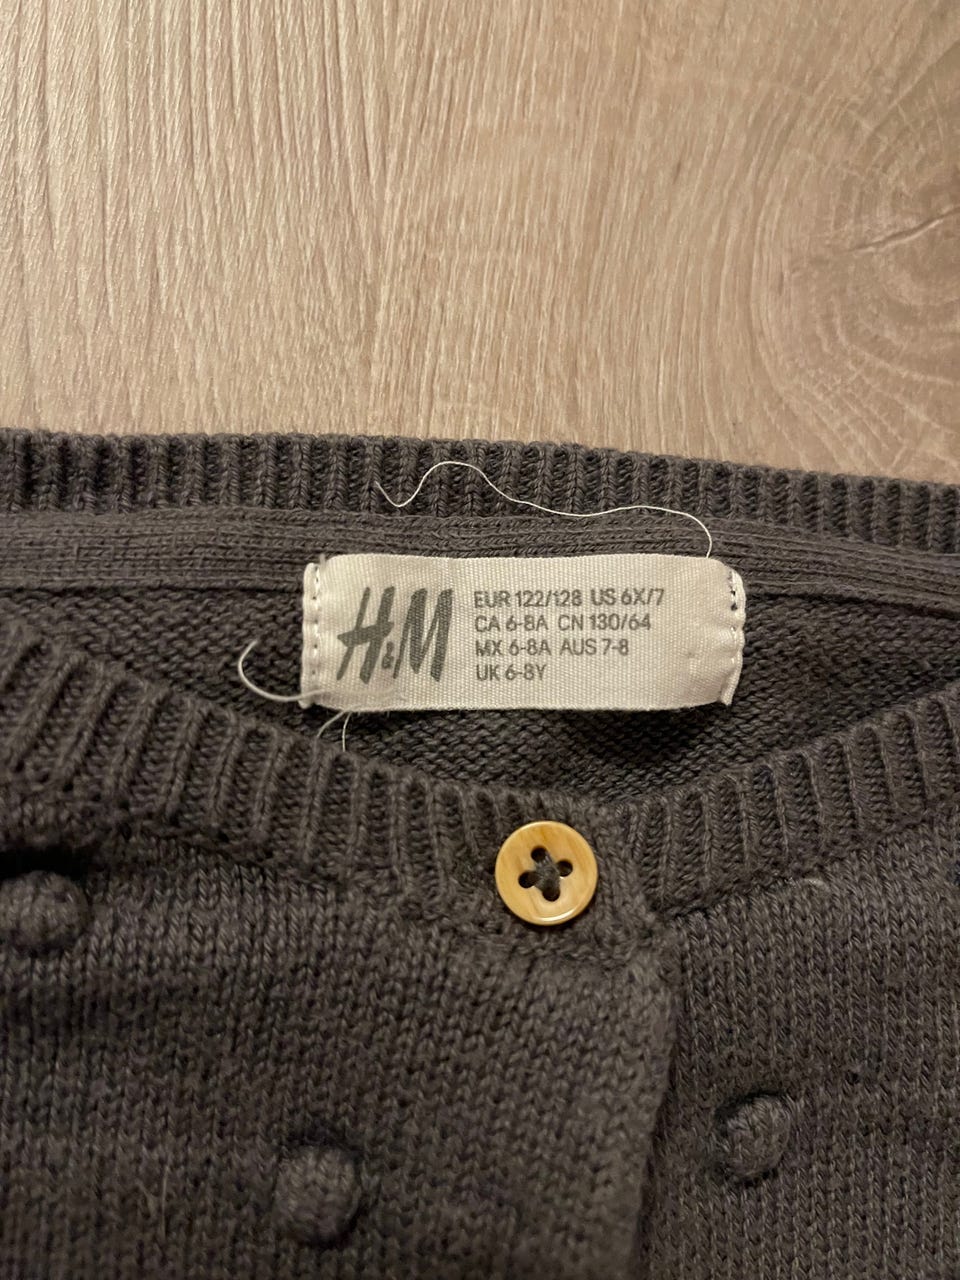 H&M
EUR 122/128 US 6X/7
CA 6-8A CN 130/64
MX 6-8A AUS 7-8
UK 6-8Y